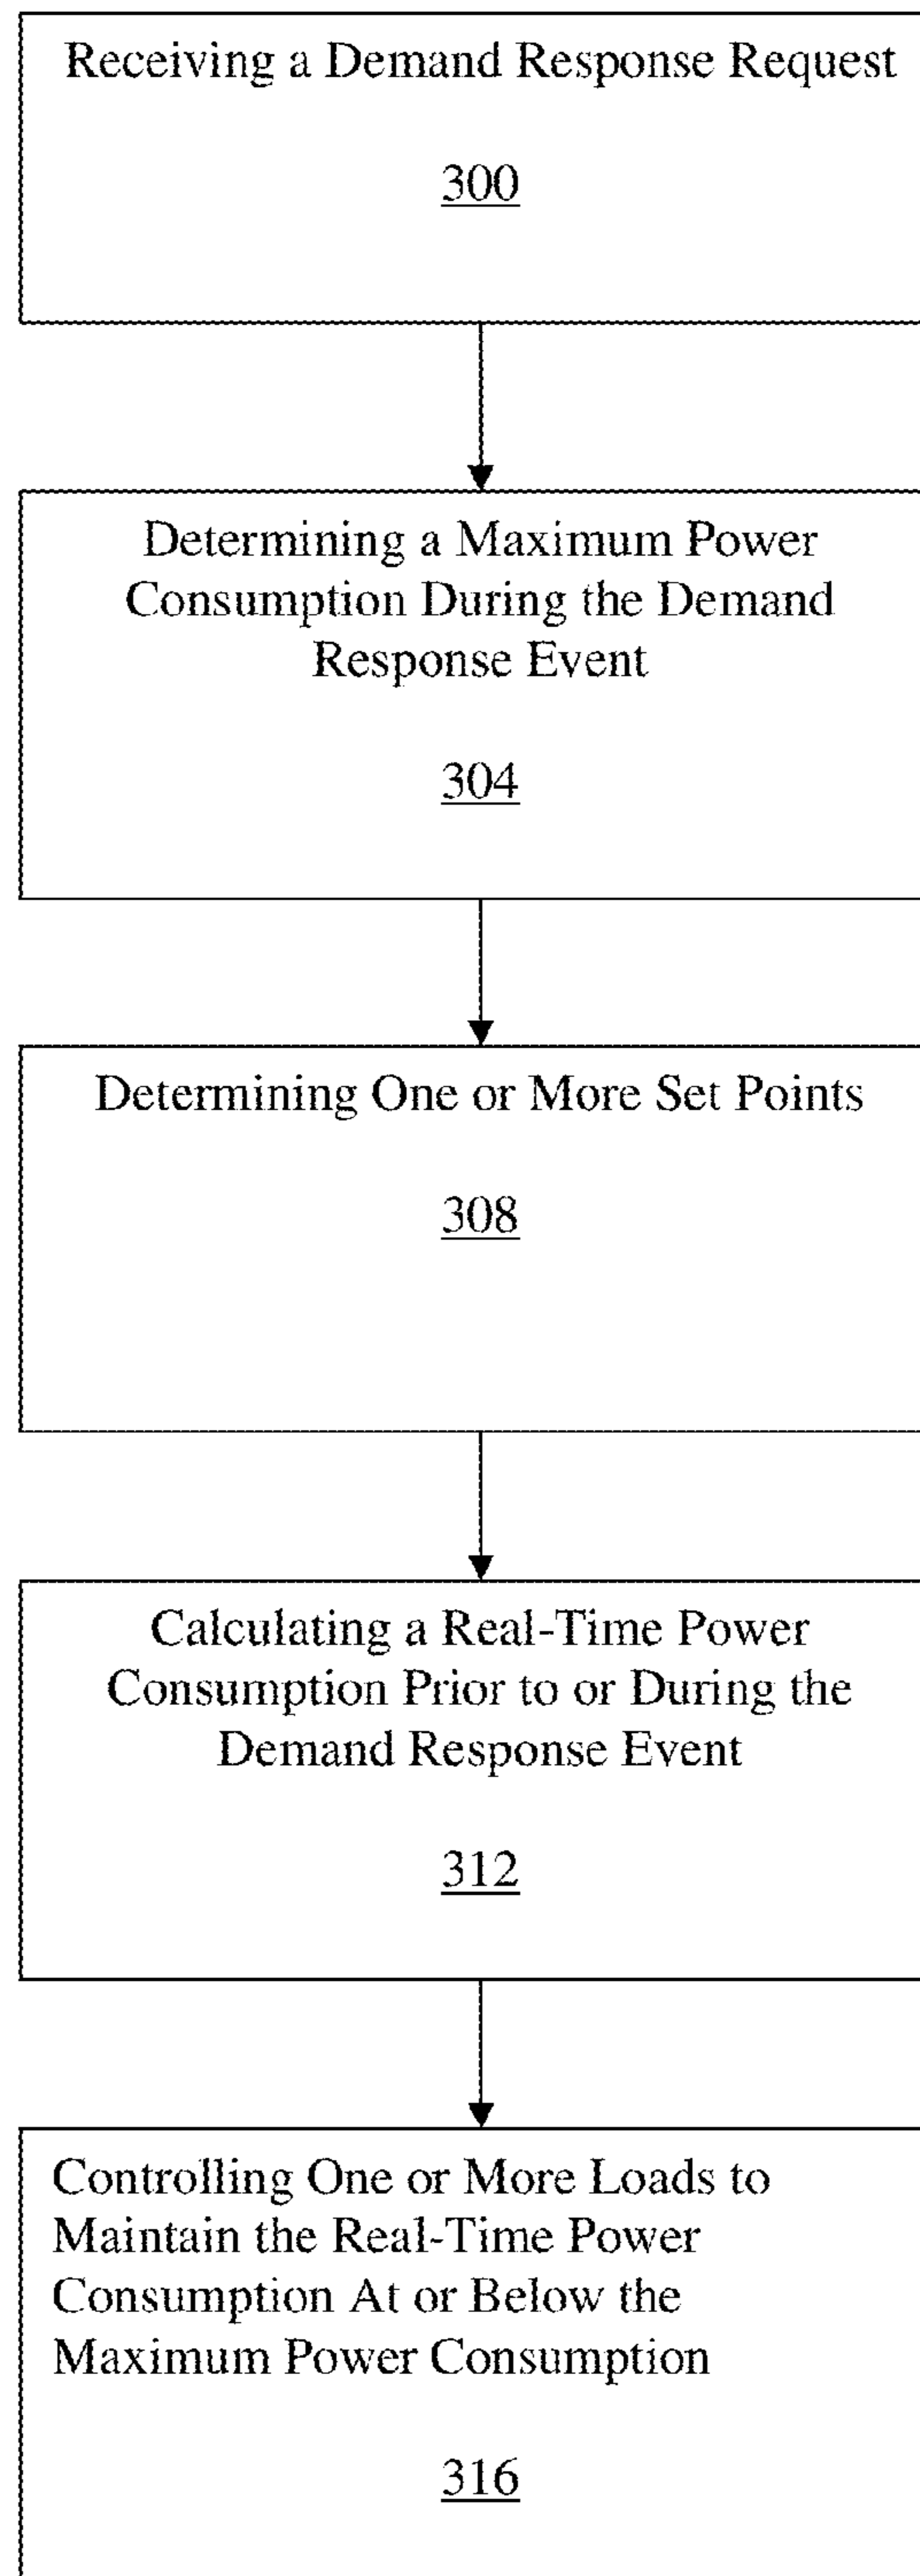 Receiving a Demand Response Request
300
Determining a Maximum Power
Consumption During the Demand
Response Event
304
Determining One or More Set Points
308
Calculating a Real-Time Power
Consumption Prior to or During the
Demand Response Event
312
Controlling One or More Loads to
Maintain the Real-Time Power
Consumption At or Below the
Maximum Power Consumption
316